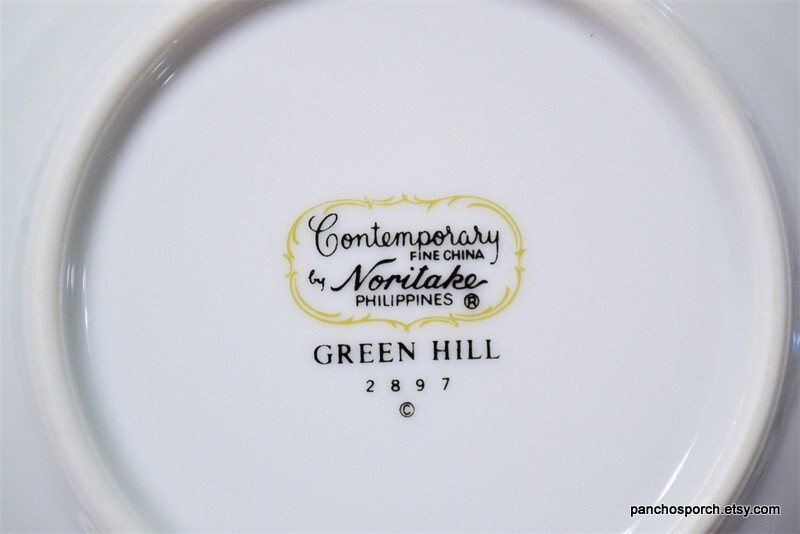 Contemporary
FINE CHINA
by Noritake
PHILIPPINES ®
GREEN HILL
2897
©
panchosporch.etsy.com